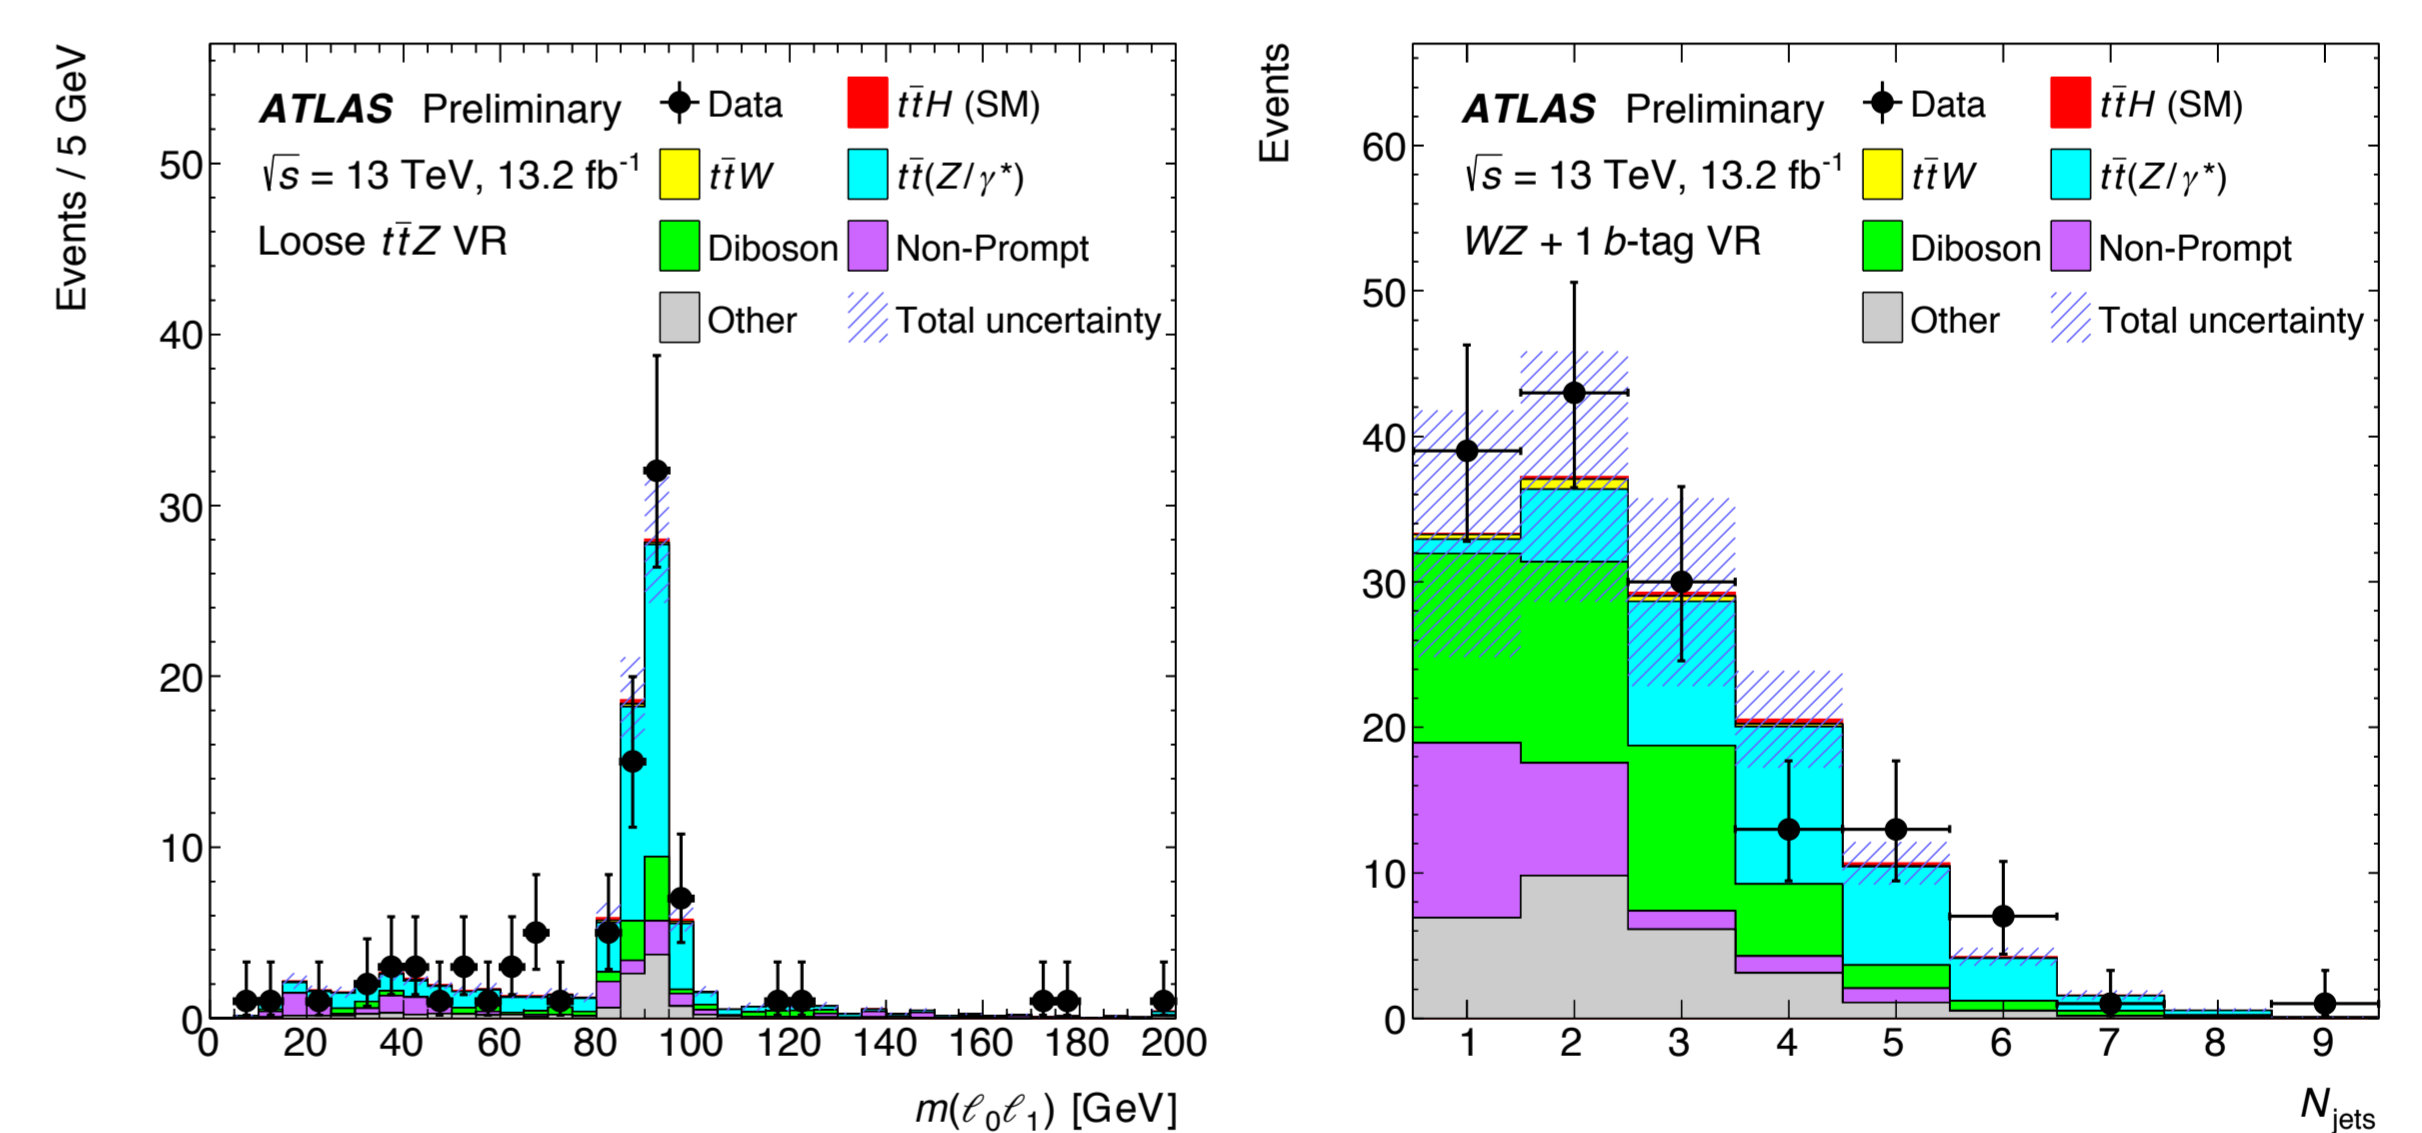 Events / 5 GeV
ATLAS Preliminary
√s = 13 TeV, 13.2 fb⁻¹
Loose tt̄Z VR
Data
tt̄H (SM)
tt̄W
tt̄(Z/γ*)
Diboson
Non-Prompt
Other
Total uncertainty
50
40
30
20
10
0
0 20 40 60 80 100 120 140 160 180 200
m(ℓ₀ℓ₁) [GeV]
Events
ATLAS Preliminary
√s = 13 TeV, 13.2 fb⁻¹
WZ + 1 b-tag VR
Data
tt̄H (SM)
tt̄W
tt̄(Z/γ*)
Diboson
Non-Prompt
Other
Total uncertainty
60
50
40
30
20
10
0
1 2 3 4 5 6 7 8 9
N_jets